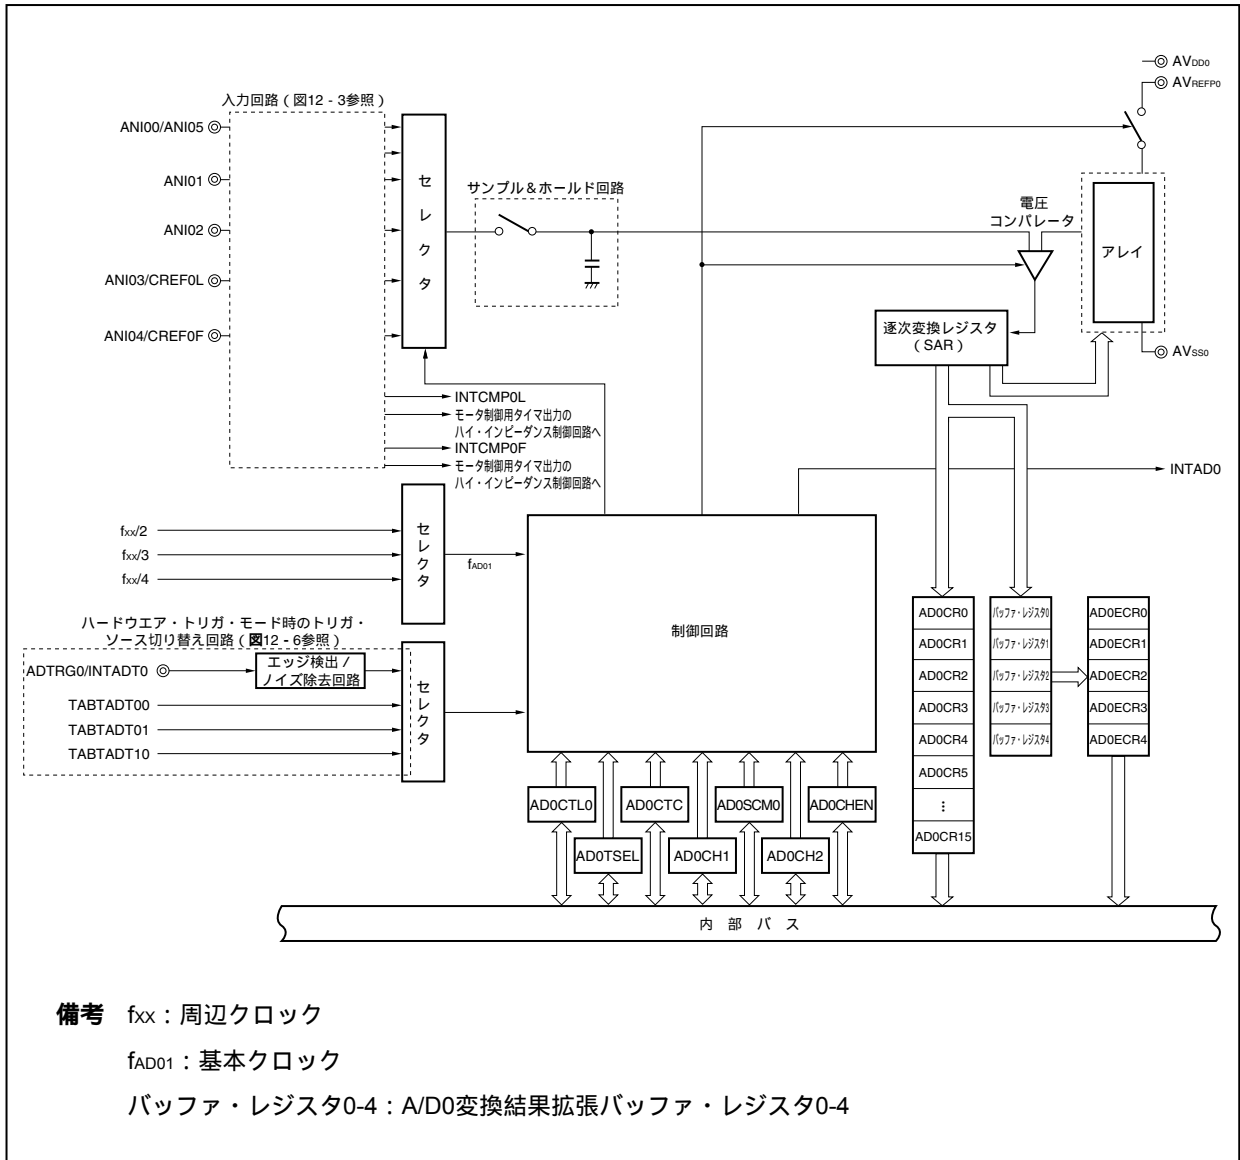 AVDD0
AVREFP0
入力回路(図12-3参照)
ANI00/ANI05
ANI01
ANI02
ANI03/CREF0L
ANI04/CREF0F
セレクタ
サンプル＆ホールド回路
電圧
コンパレータ
アレイ
逐次変換レジスタ
(SAR)
AVSS0
INTCMP0L
モータ制御用タイマ出力の
ハイ・インピーダンス制御回路へ
INTCMP0F
モータ制御用タイマ出力の
ハイ・インピーダンス制御回路へ
INTAD0
fxx/2
fxx/3
fxx/4
セレクタ
fAD01
制御回路
ハードウエア・トリガ・モード時のトリガ・
ソース切り替え回路(図12-6参照)
ADTRG0/INTADT0
エッジ検出/
ノイズ除去回路
TABTADT00
TABTADT01
TABTADT10
セレクタ
AD0CR0
AD0CR1
AD0CR2
AD0CR3
AD0CR4
AD0CR5
⋮
AD0CR15
バッファ・レジスタ0
バッファ・レジスタ1
バッファ・レジスタ2
バッファ・レジスタ3
バッファ・レジスタ4
AD0ECR0
AD0ECR1
AD0ECR2
AD0ECR3
AD0ECR4
AD0CTL0
AD0CTC
AD0SCM0
AD0CHEN
AD0TSEL
AD0CH1
AD0CH2
内 部 バ ス
備考 fXX：周辺クロック
fAD01：基本クロック
バッファ・レジスタ0-4：A/D0変換結果拡張バッファ・レジスタ0-4